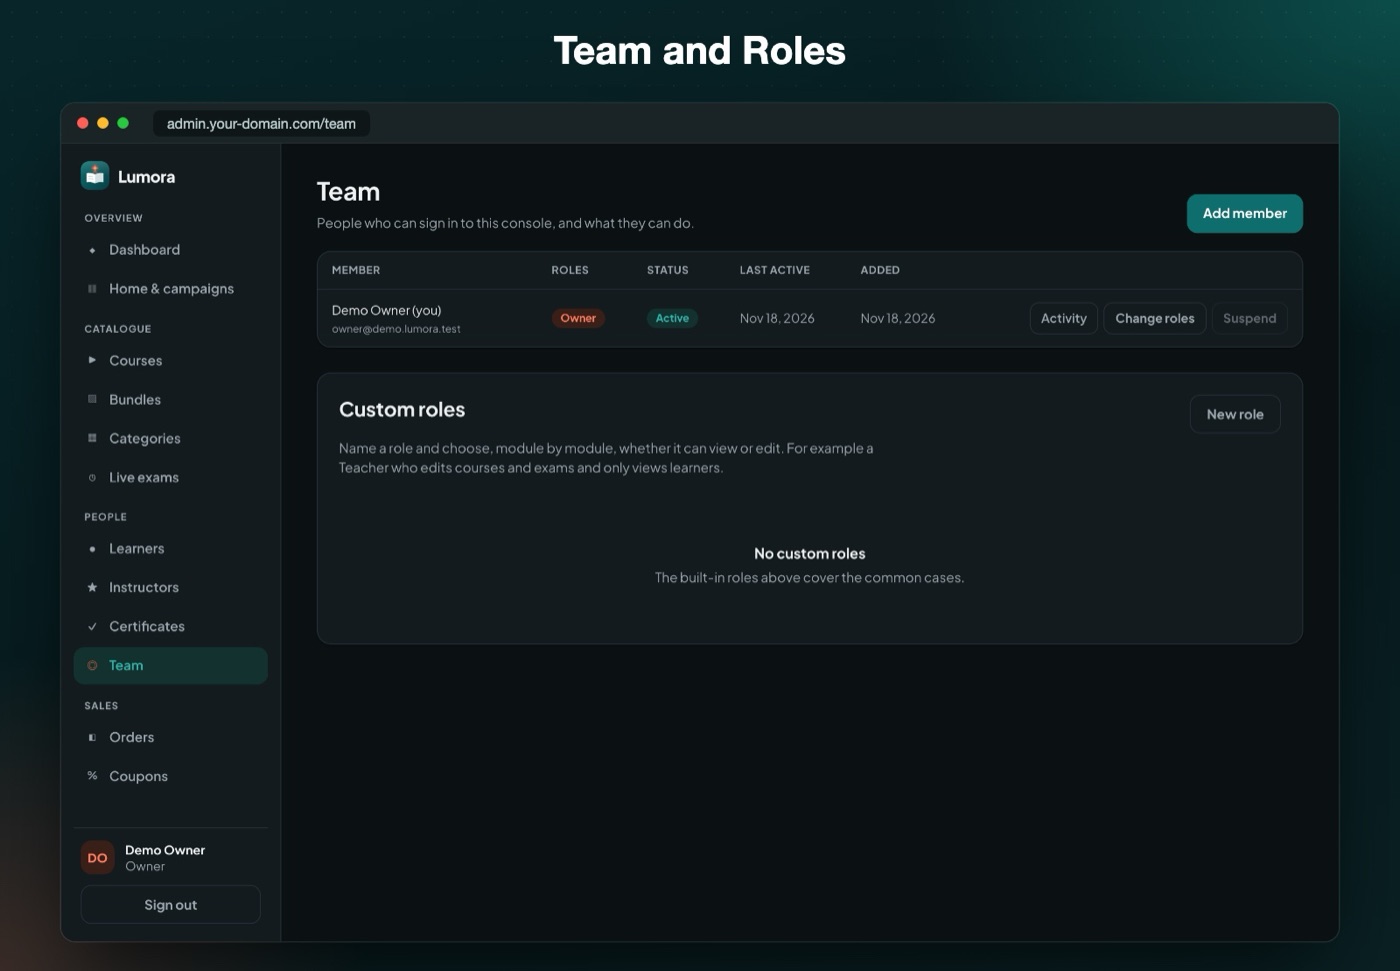 Team and Roles
admin.your-domain.com/team
Lumora
OVERVIEW
Dashboard
Home & campaigns
CATALOGUE
Courses
Bundles
Categories
Live exams
PEOPLE
Learners
Instructors
Certificates
Team
SALES
Orders
% Coupons
DO
Demo Owner
Owner
Sign out
Team
People who can sign in to this console, and what they can do.
Add member
MEMBER ROLES STATUS LAST ACTIVE ADDED
Demo Owner (you)
owner@demo.lumora.test
Owner Active Nov 18, 2026 Nov 18, 2026 Activity Change roles Suspend
Custom roles
New role
Name a role and choose, module by module, whether it can view or edit. For example a
Teacher who edits courses and exams and only views learners.
No custom roles
The built-in roles above cover the common cases.